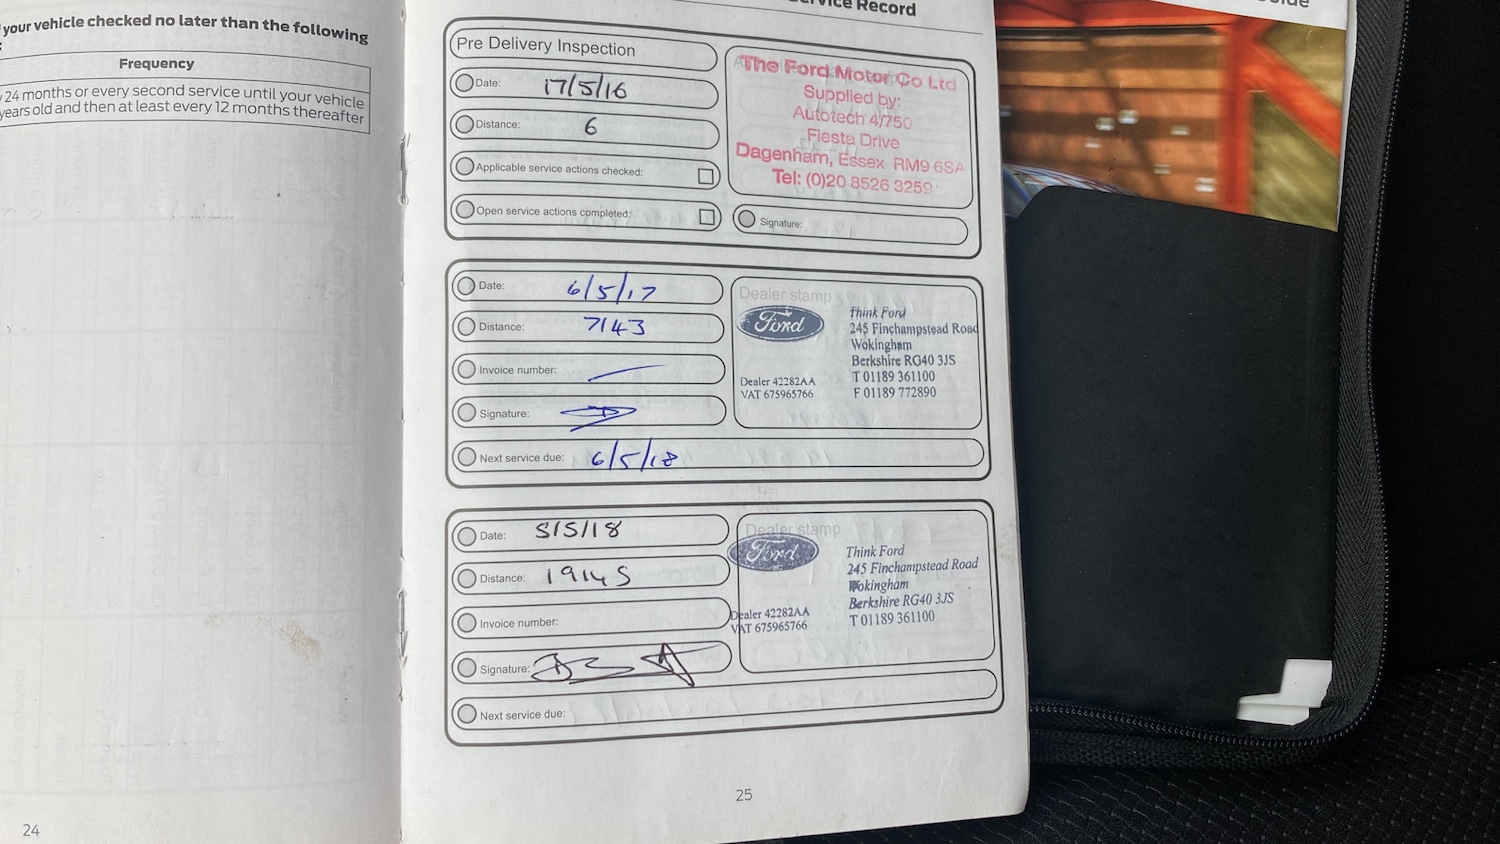 your vehicle checked no later than the following
Frequency
24 months or every second service until your vehicle
years old and then at least every 12 months thereafter
24
Service Record
Pre Delivery Inspection
Date: 17/5/16
Distance: 6
Applicable service actions checked:
Open service actions completed:
The Ford Motor Co Ltd
Supplied by:
Autotech 4/750
Fiesta Drive
Dagenham, Essex RM9 6SA
Tel: (0)20 8526 3259
Signature:
Date: 6/5/17
Distance: 7143
Invoice number:
Signature:
Next service due: 6/5/18
Dealer stamp
Ford
Think Ford
245 Finchampstead Road
Wokingham
Berkshire RG40 3JS
T 01189 361100
F 01189 772890
Dealer 42282AA
VAT 675965766
Date: 5/5/18
Distance: 19145
Invoice number:
Signature:
Next service due:
Dealer stamp
Ford
Think Ford
245 Finchampstead Road
Wokingham
Berkshire RG40 3JS
T 01189 361100
Dealer 42282AA
VAT 675965766
25